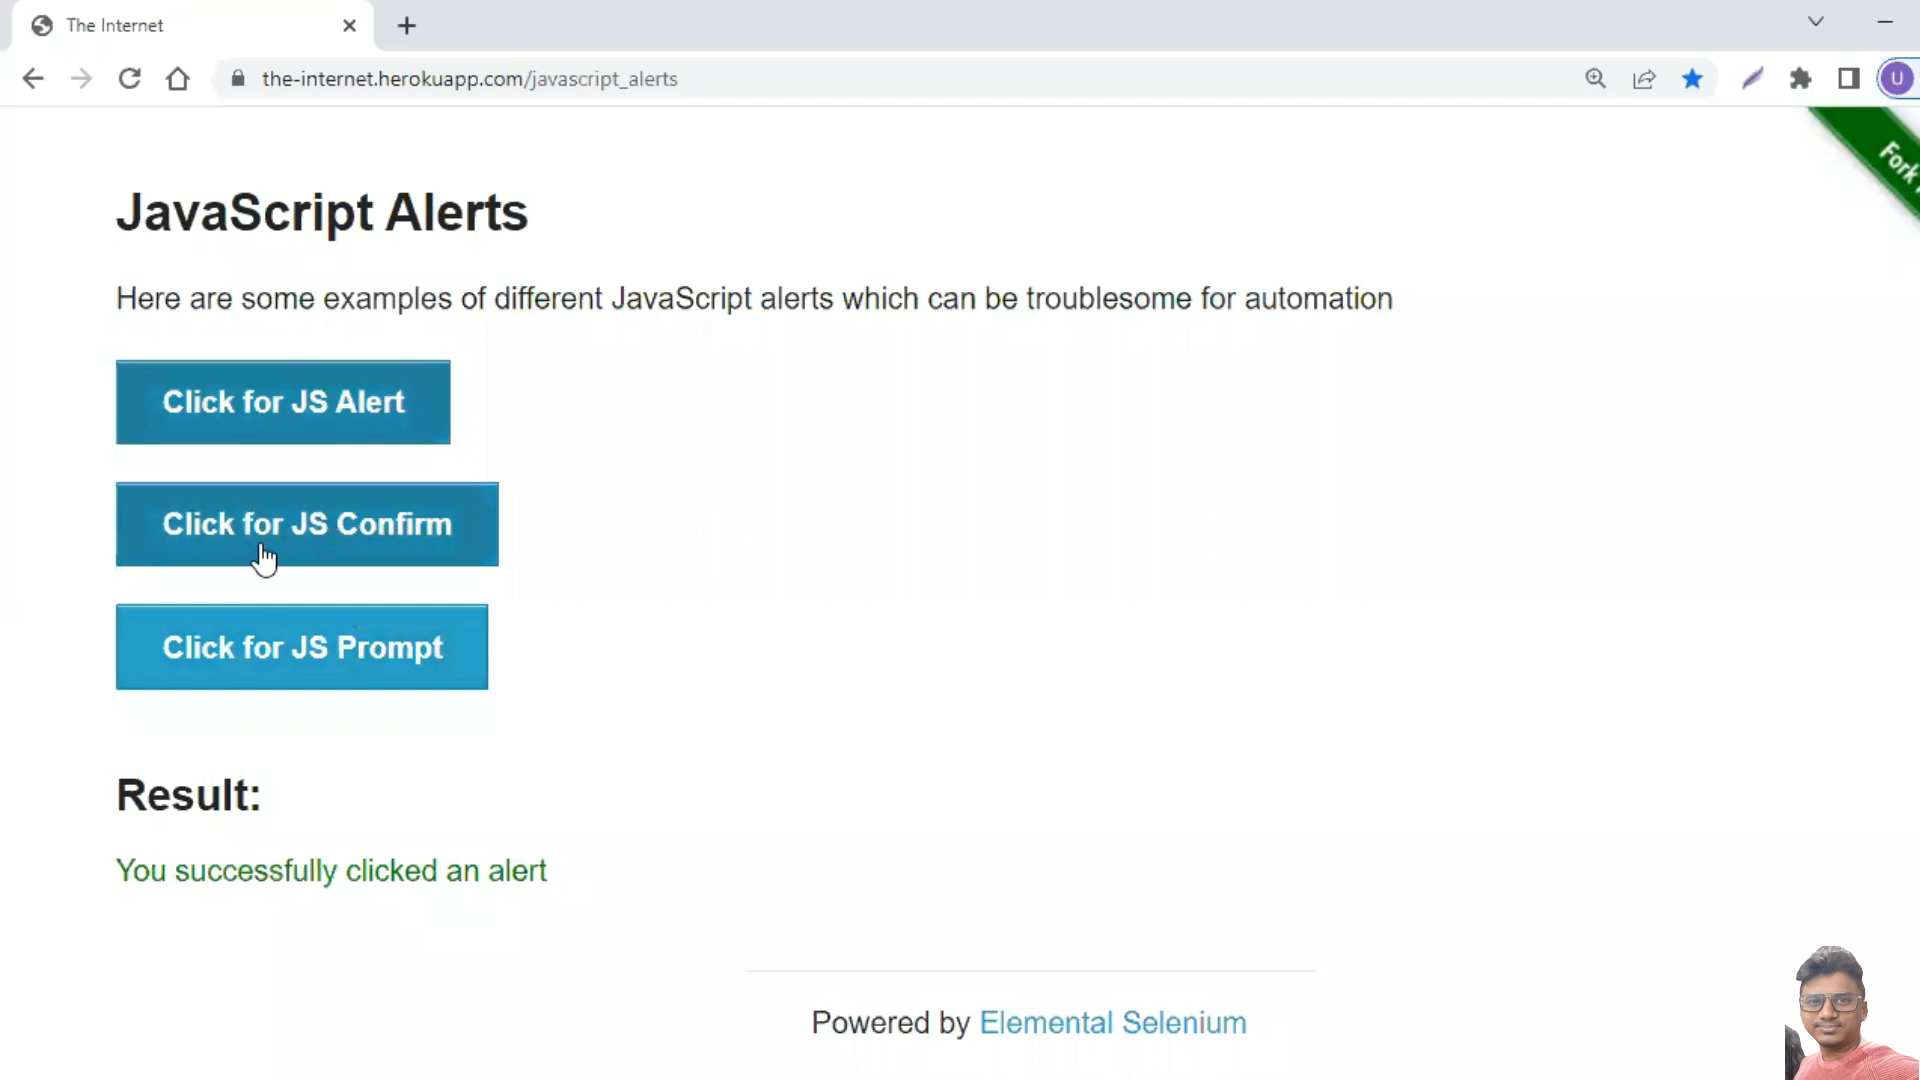 The Internet
the-internet.herokuapp.com/javascript_alerts
U
Fork
JavaScript Alerts
Here are some examples of different JavaScript alerts which can be troublesome for automation
Click for JS Alert
Click for JS Confirm
Click for JS Prompt
Result:
You successfully clicked an alert
Powered by Elemental Selenium